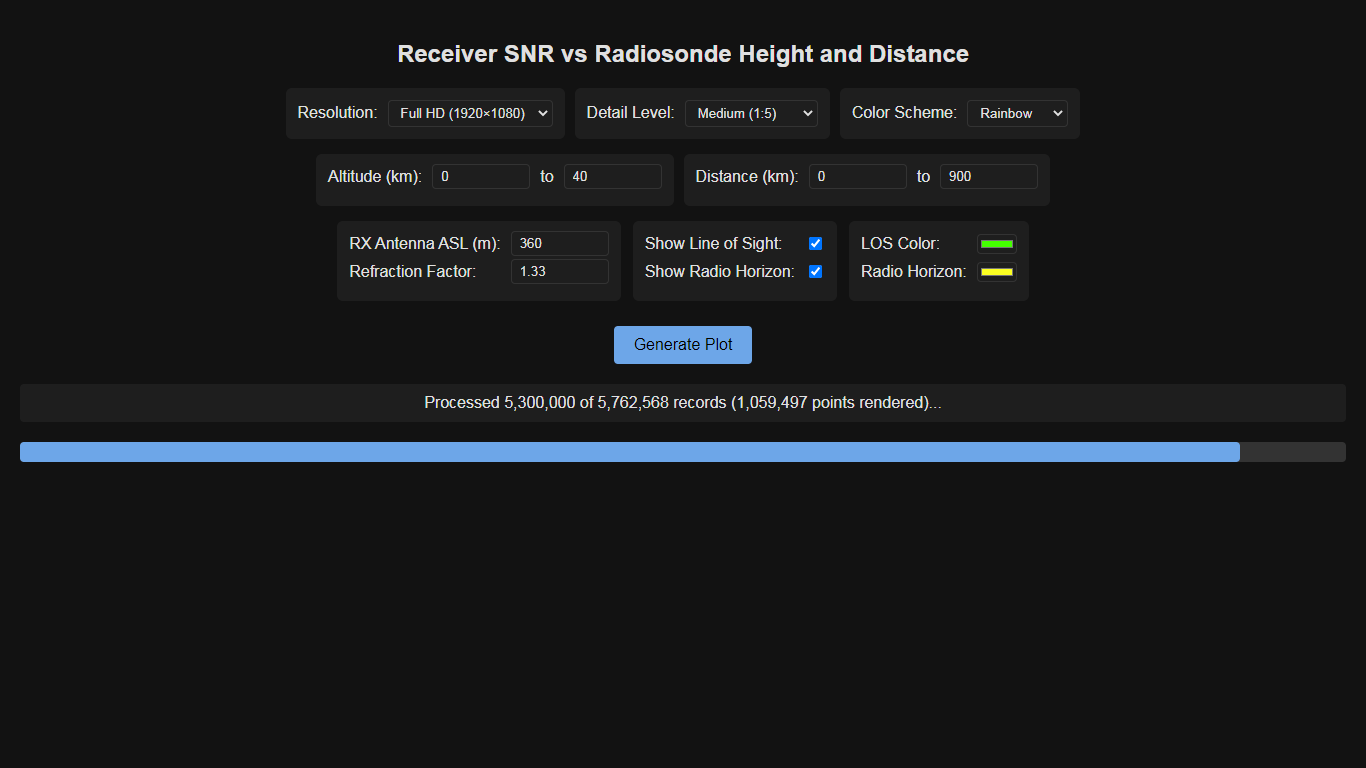 Receiver SNR vs Radiosonde Height and Distance
Resolution: Full HD (1920×1080) Detail Level: Medium (1:5) Color Scheme: Rainbow
Altitude (km): 0 to 40 Distance (km): 0 to 900
RX Antenna ASL (m): 360 Show Line of Sight: LOS Color:
Refraction Factor: 1.33 Show Radio Horizon: Radio Horizon:
Generate Plot
Processed 5,300,000 of 5,762,568 records (1,059,497 points rendered)...